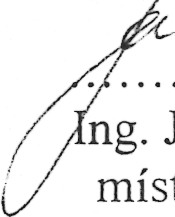 ........
Ing. J
míst